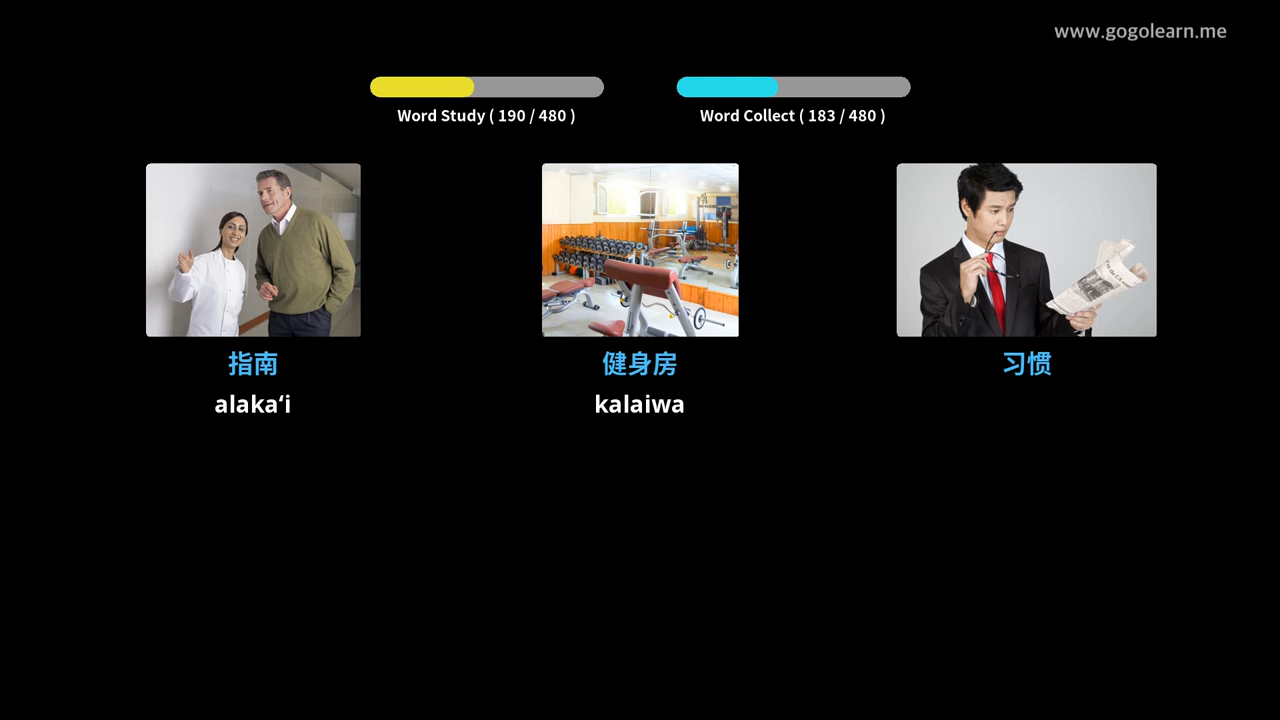 www.gogolearn.me
Word Study ( 190 / 480 )
Word Collect ( 183 / 480 )
指南
健身房
习惯
alakaʻi
kalaiwa